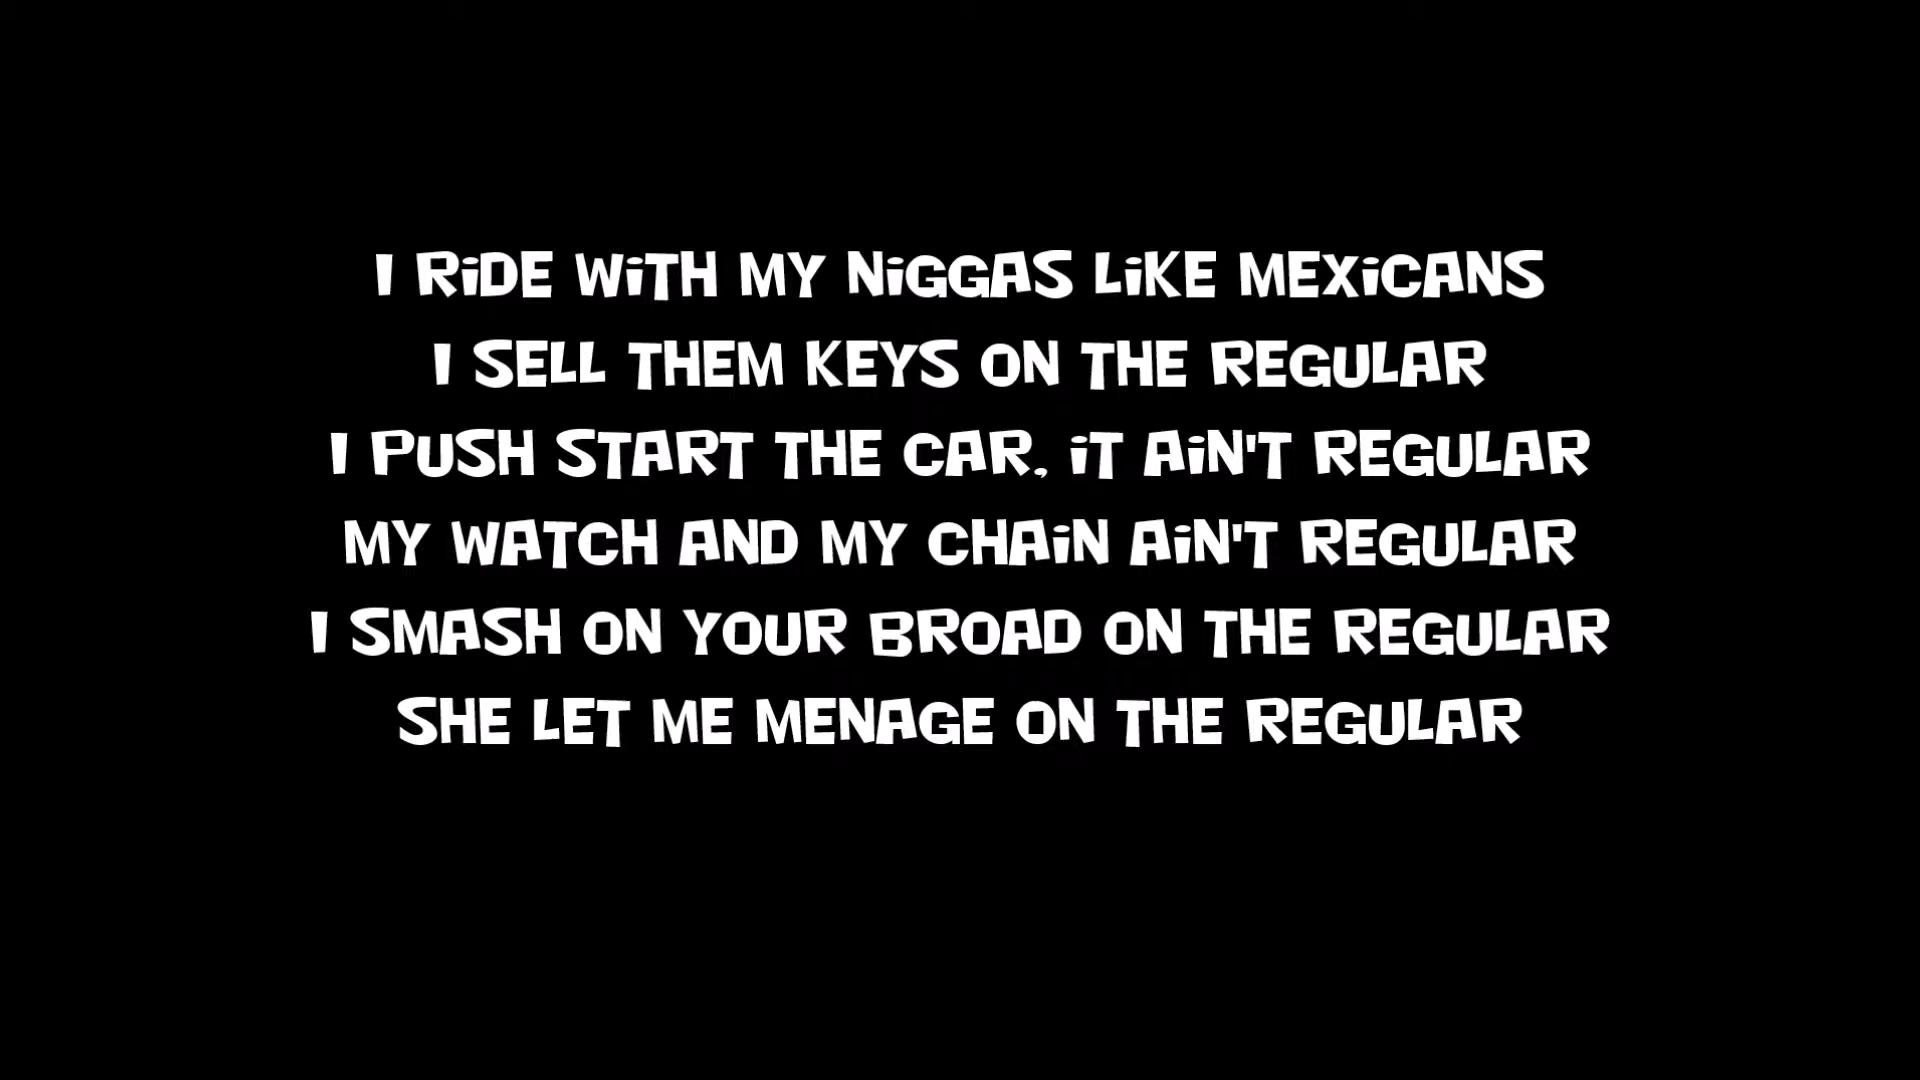 I RIDE WITH MY NIGGAS LIKE MEXICANS
I SELL THEM KEYS ON THE REGULAR
I PUSH START THE CAR, IT AIN'T REGULAR
MY WATCH AND MY CHAIN AIN'T REGULAR
I SMASH ON YOUR BROAD ON THE REGULAR
SHE LET ME MENAGE ON THE REGULAR